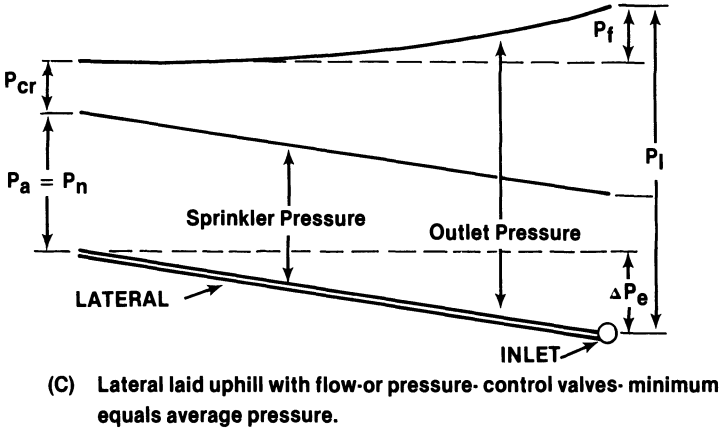 Pf
Pcr
Pl
Pa = Pn
Sprinkler Pressure
Outlet Pressure
ΔPe
LATERAL
INLET
(C) Lateral laid uphill with flow-or pressure- control valves- minimum
equals average pressure.